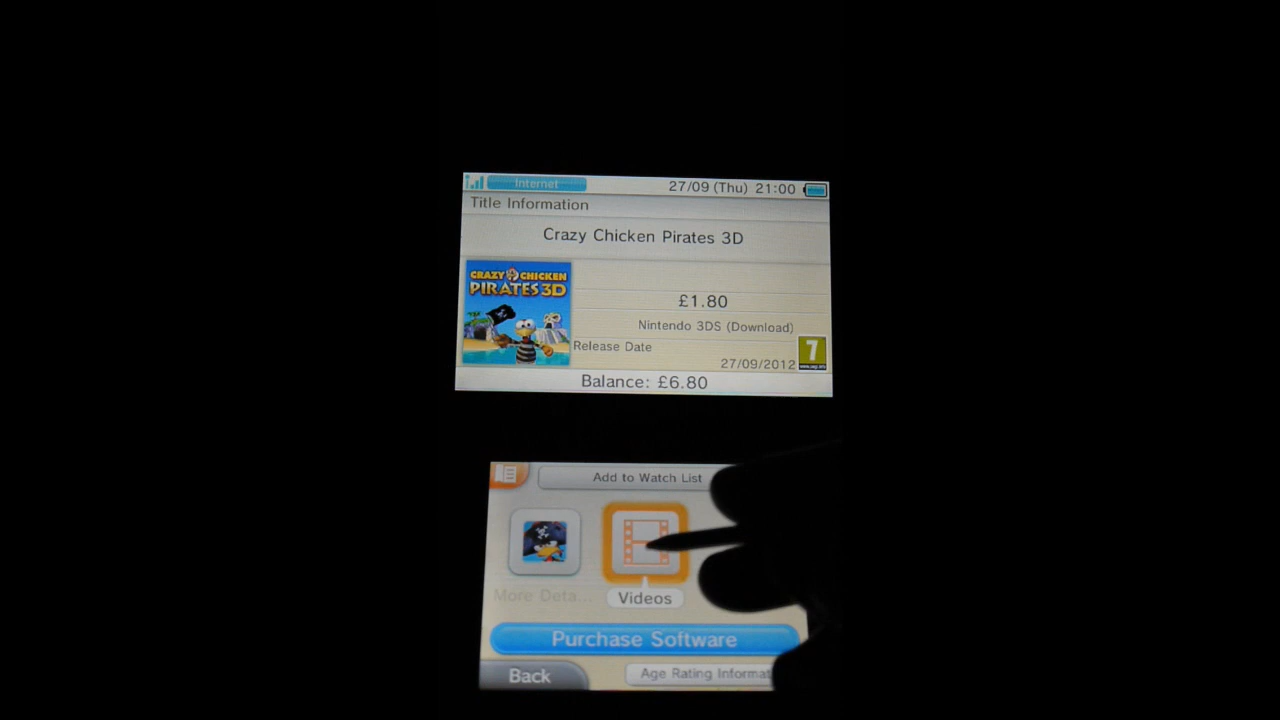 Internet
27/09 (Thu) 21:00
Title Information
Crazy Chicken Pirates 3D
CRAZY CHICKEN
PIRATES 3D
£1.80
Nintendo 3DS (Download)
Release Date
27/09/2012
7
Balance: £6.80
Add to Watch List
More Deta...
Videos
Purchase Software
Back
Age Rating Informat